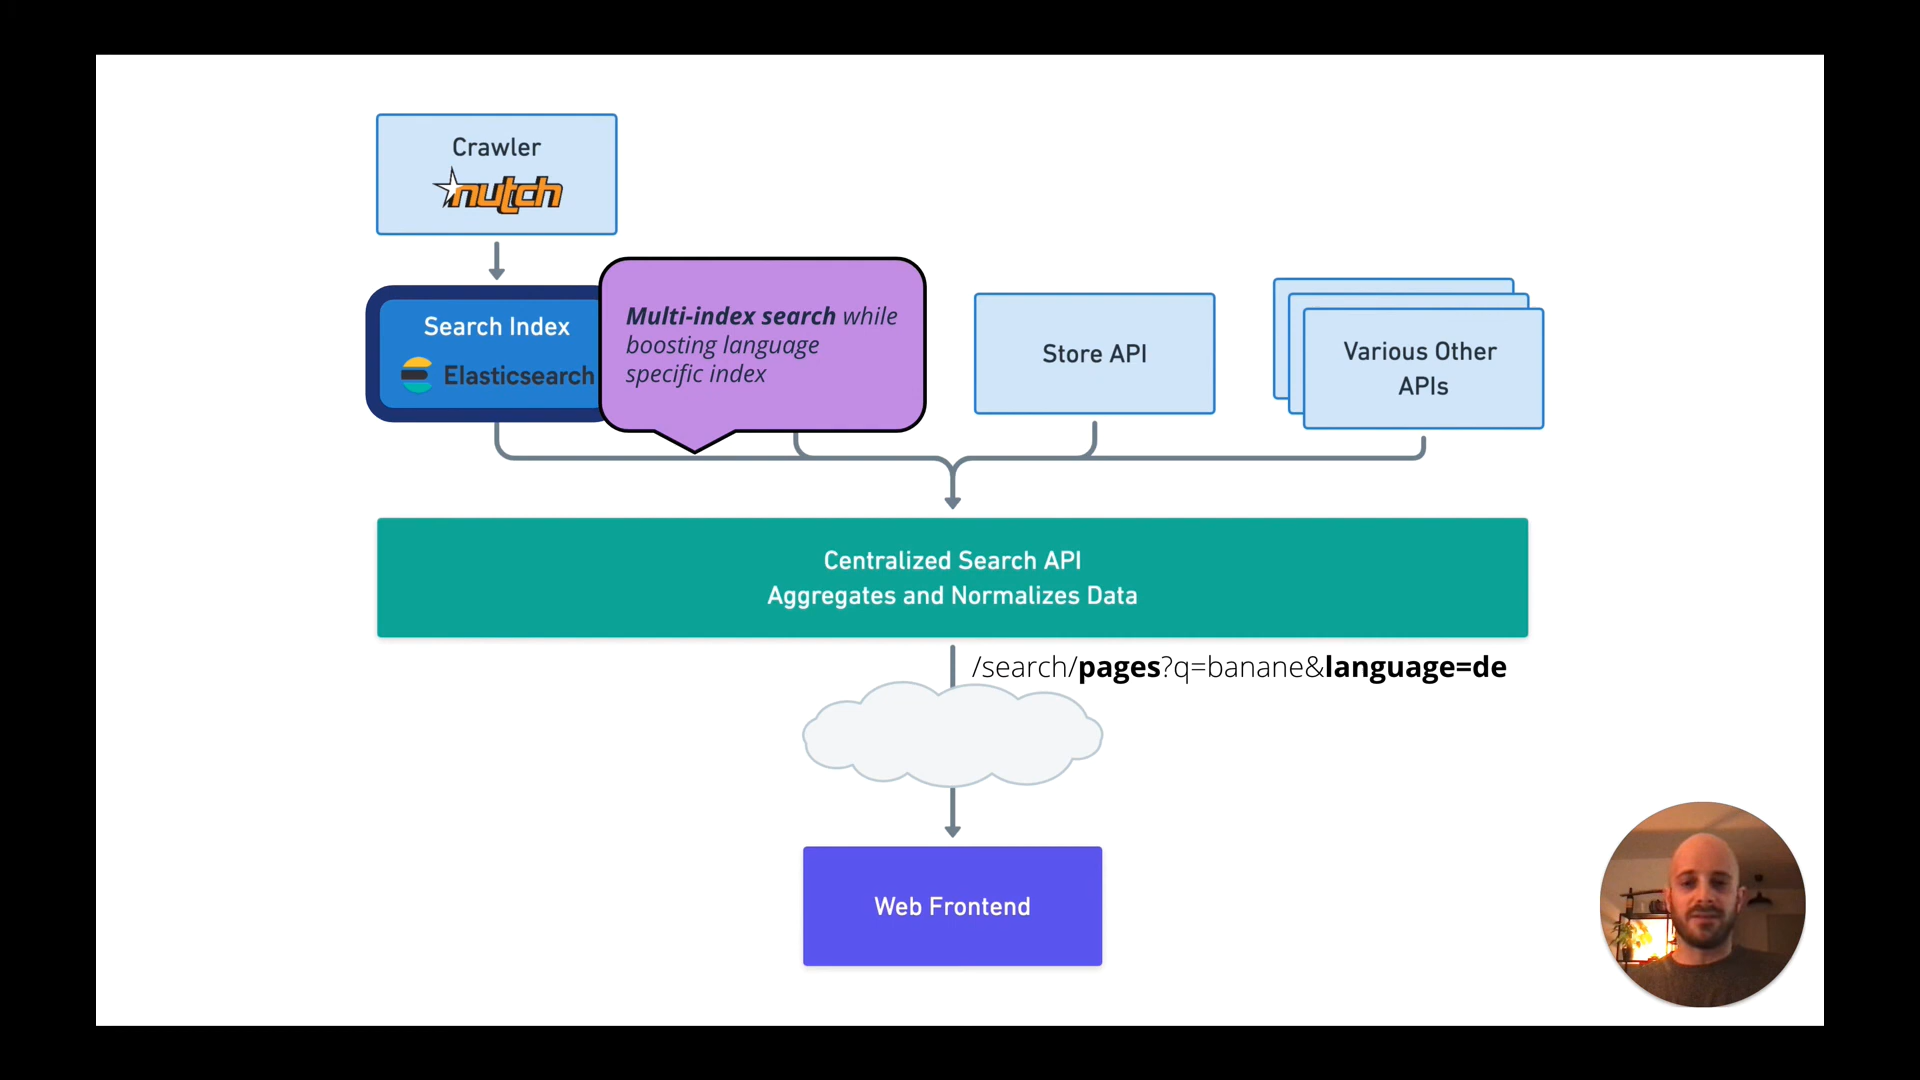 Crawler
nutch
Search Index
Elasticsearch
Multi-index search while
boosting language
specific index
Store API
Various Other
APIs
Centralized Search API
Aggregates and Normalizes Data
/search/pages?q=banane&language=de
Web Frontend